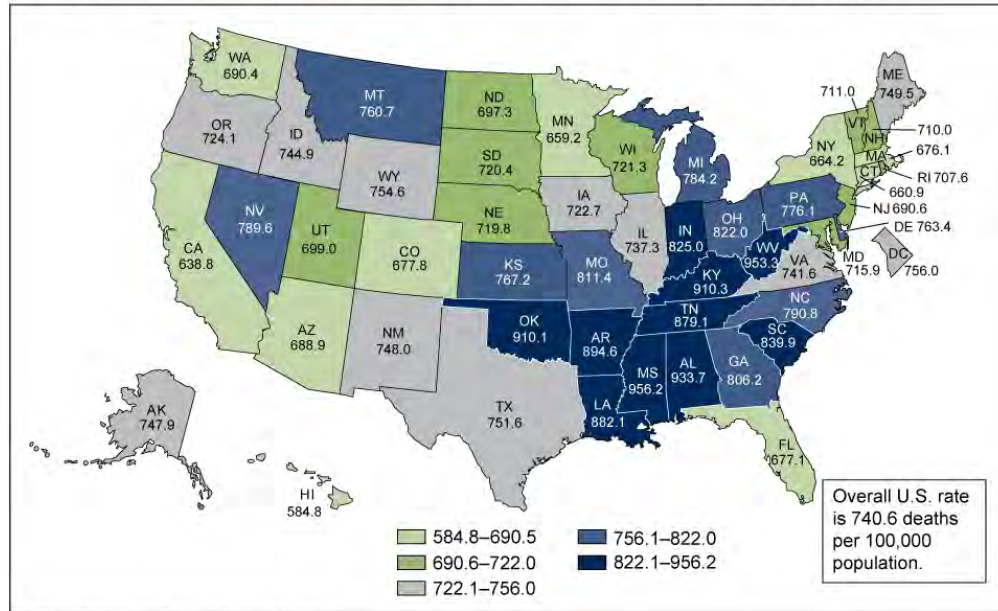 WA
690.4
MT
760.7
ND
697.3
MN
659.2
ME
749.5
711.0
VT
NH
710.0
OR
724.1
ID
744.9
SD
720.4
WI
721.3
MI
784.2
NY
664.2
MA
676.1
CT
RI 707.6
660.9
WY
754.6
IA
722.7
NE
719.8
PA
776.1
NJ 690.6
DE 763.4
NV
789.6
UT
699.0
CO
677.8
IL
737.3
IN
825.0
OH
822.0
WV
953.3
VA
741.6
MD
715.9
DC
756.0
CA
638.8
KS
767.2
MO
811.4
KY
910.3
NC
790.8
AZ
688.9
NM
748.0
OK
910.1
AR
894.6
TN
879.1
SC
839.9
MS
956.2
AL
933.7
GA
806.2
AK
747.9
TX
751.6
LA
882.1
FL
677.1
HI
584.8
584.8–690.5
690.6–722.0
722.1–756.0
756.1–822.0
822.1–956.2
Overall U.S. rate
is 740.6 deaths
per 100,000
population.